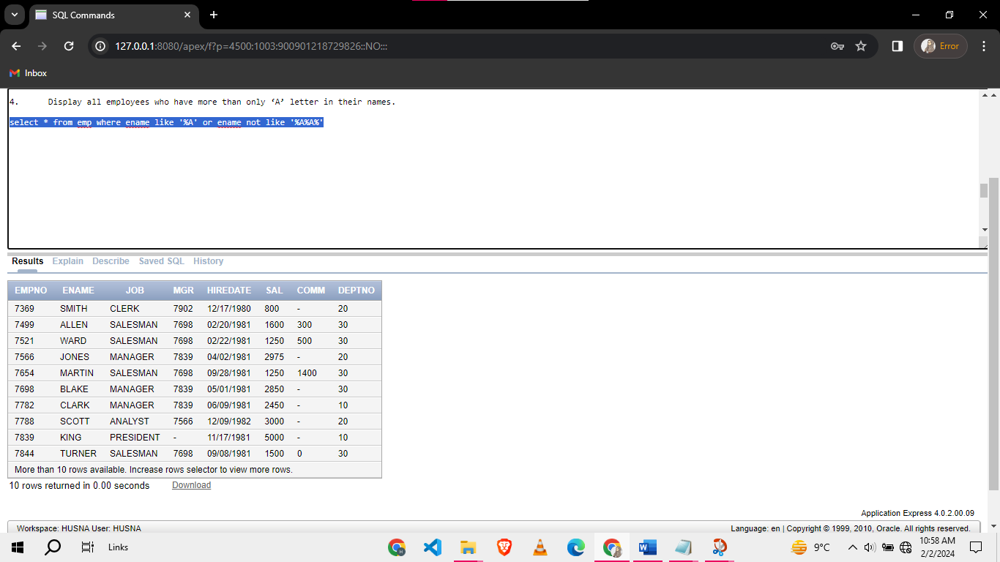 SQL Commands
127.0.0.1:8080/apex/f?p=4500:1003:900901218729826::NO:::
Error
Inbox
4. Display all employees who have more than only ‘A’ letter in their names.
select * from emp where ename like '%A' or ename not like '%A%A%'
Results Explain Describe Saved SQL History
EMPNO ENAME JOB MGR HIREDATE SAL COMM DEPTNO
7369 SMITH CLERK 7902 12/17/1980 800 - 20
7499 ALLEN SALESMAN 7698 02/20/1981 1600 300 30
7521 WARD SALESMAN 7698 02/22/1981 1250 500 30
7566 JONES MANAGER 7839 04/02/1981 2975 - 20
7654 MARTIN SALESMAN 7698 09/28/1981 1250 1400 30
7698 BLAKE MANAGER 7839 05/01/1981 2850 - 30
7782 CLARK MANAGER 7839 06/09/1981 2450 - 10
7788 SCOTT ANALYST 7566 12/09/1982 3000 - 20
7839 KING PRESIDENT - 11/17/1981 5000 - 10
7844 TURNER SALESMAN 7698 09/08/1981 1500 0 30
More than 10 rows available. Increase rows selector to view more rows.
10 rows returned in 0.00 seconds Download
Application Express 4.0.2.00.09
Workspace: HUSNA User: HUSNA Language: en | Copyright © 1999, 2010, Oracle. All rights reserved.
Links 9°C 10:58 AM
2/2/2024